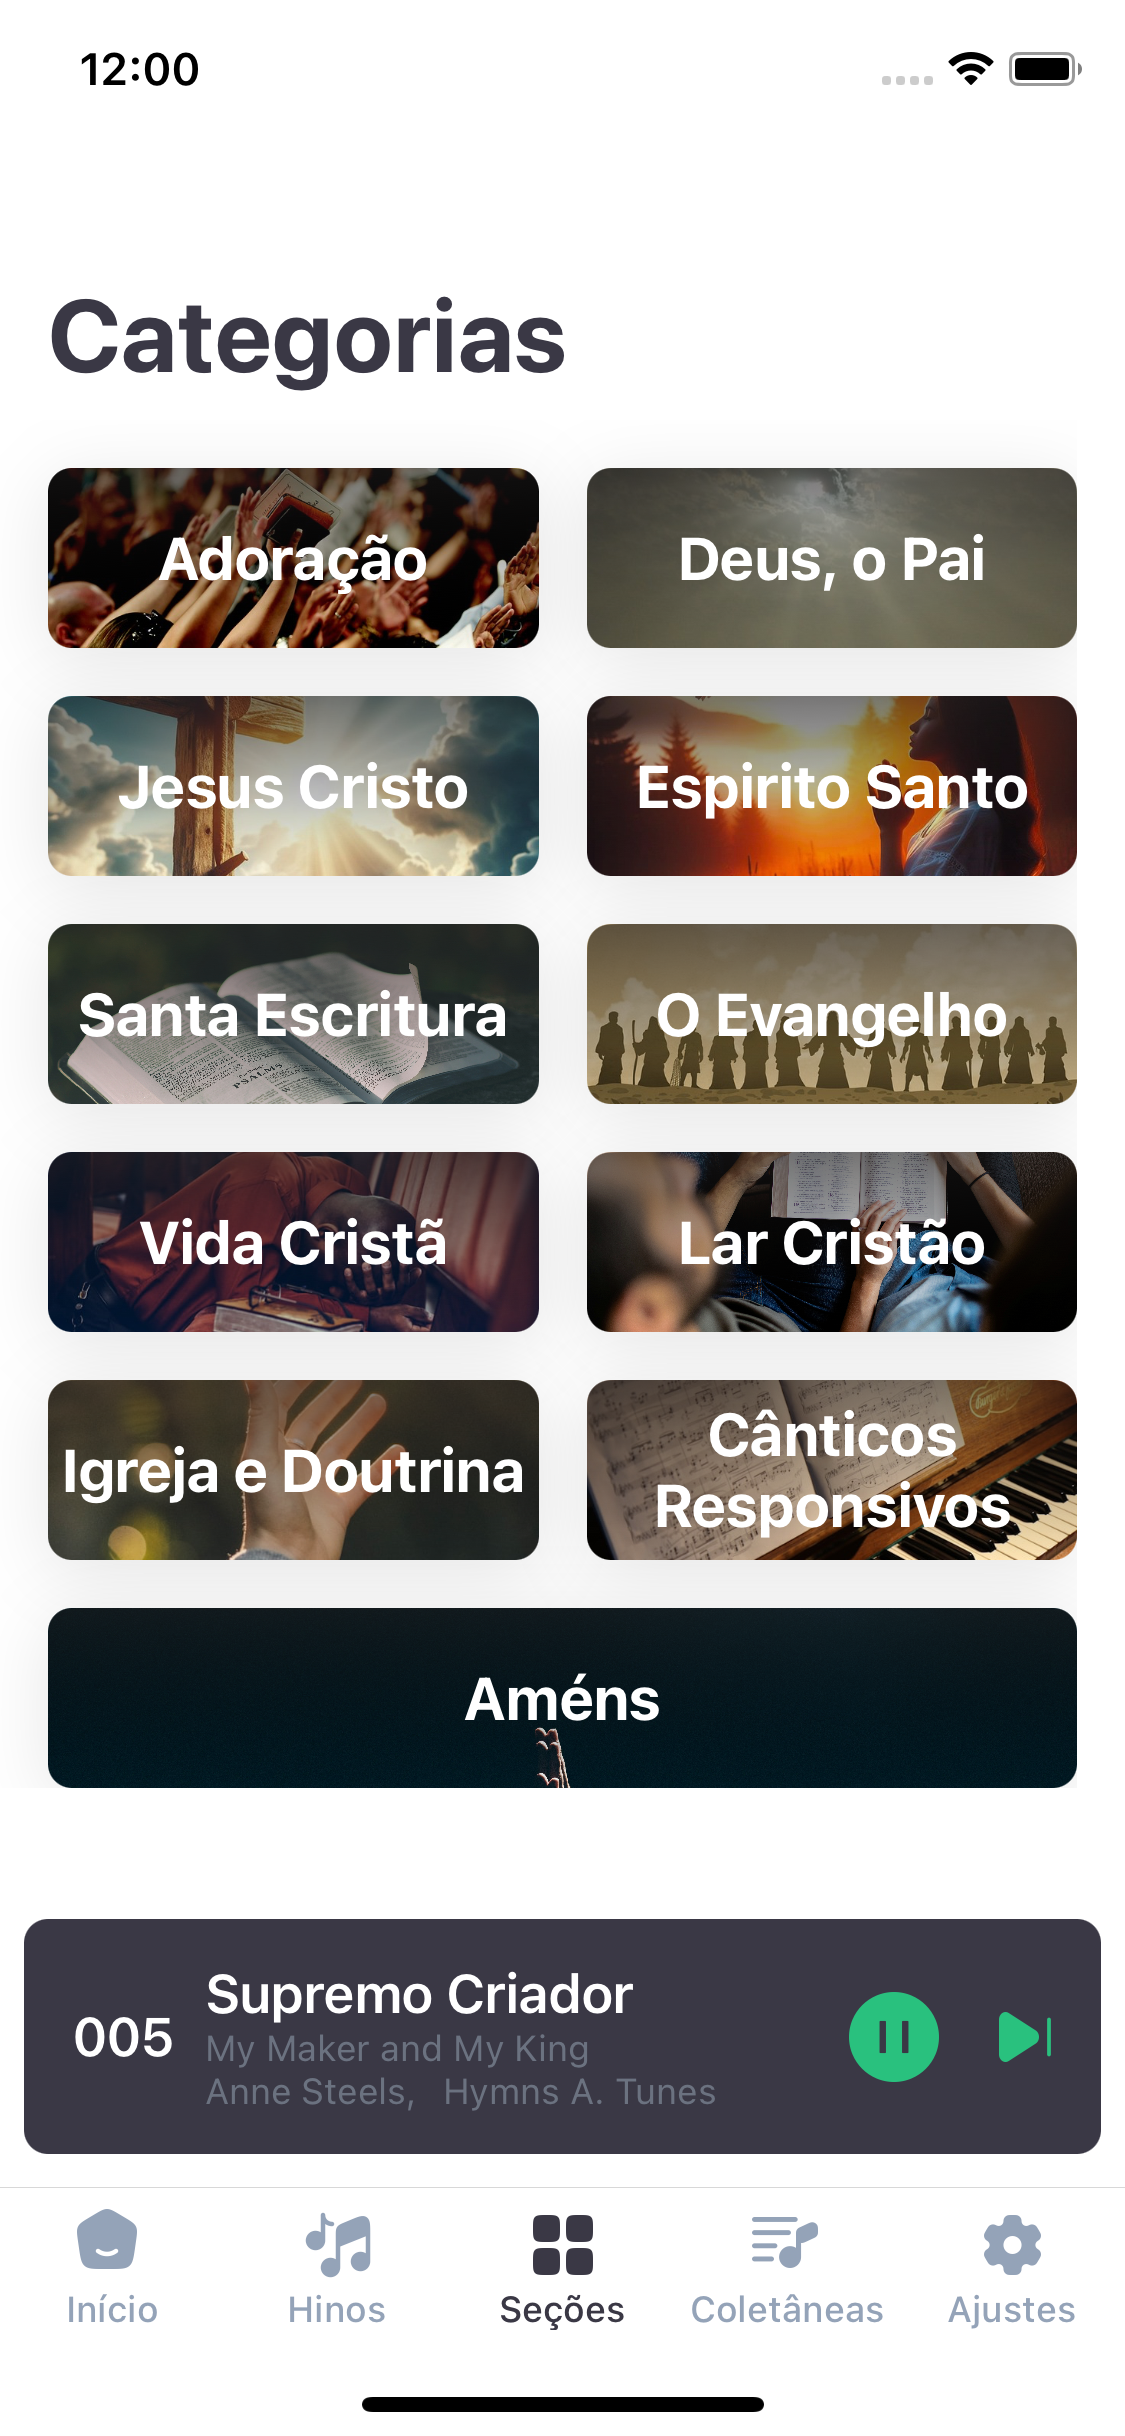 12:00
Categorias
Adoração
Deus, o Pai
Jesus Cristo
Espirito Santo
Santa Escritura
PSALMS
O Evangelho
Vida Cristã
Lar Cristão
Igreja e Doutrina
Cânticos
Responsivos
Améns
005
Supremo Criador
My Maker and My King
Anne Steels, Hymns A. Tunes
Início
Hinos
Seções
Coletâneas
Ajustes